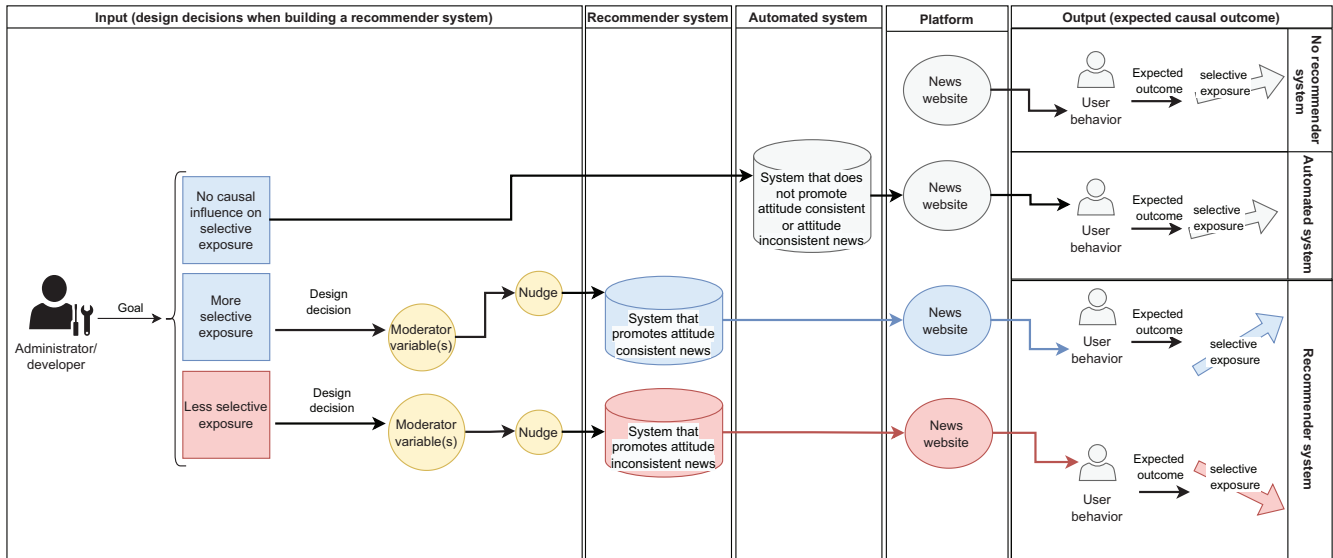 Input (design decisions when building a recommender system)
Recommender system
Automated system
Platform
Output (expected causal outcome)
News
website
User
behavior
Expected
outcome
selective
exposure
No recommender
system
No causal
influence on
selective
exposure
System that does
not promote
attitude consistent
or attitude
inconsistent news
News
website
User
behavior
Expected
outcome
selective
exposure
Automated system
Administrator/
developer
Goal
More
selective
exposure
Design
decision
Moderator
variable(s)
Nudge
System that
promotes attitude
consistent news
News
website
User
behavior
Expected
outcome
selective
exposure
Less selective
exposure
Design
decision
Moderator
variable(s)
Nudge
System that
promotes attitude
inconsistent news
News
website
User
behavior
Expected
outcome
selective
exposure
Recommender system